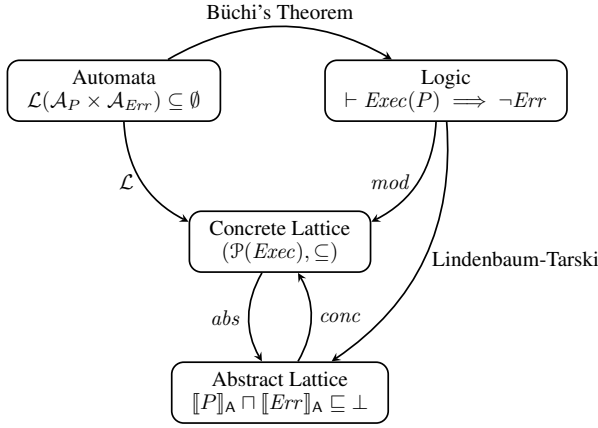 Büchi's Theorem
Automata
ℒ(𝒜_P × 𝒜_Err) ⊆ ∅
Logic
⊢ Exec(P) ⟹ ¬Err
ℒ
mod
Concrete Lattice
(𝒫(Exec), ⊆)
Lindenbaum-Tarski
abs
conc
Abstract Lattice
⟦P⟧_A ⊓ ⟦Err⟧_A ⊑ ⊥